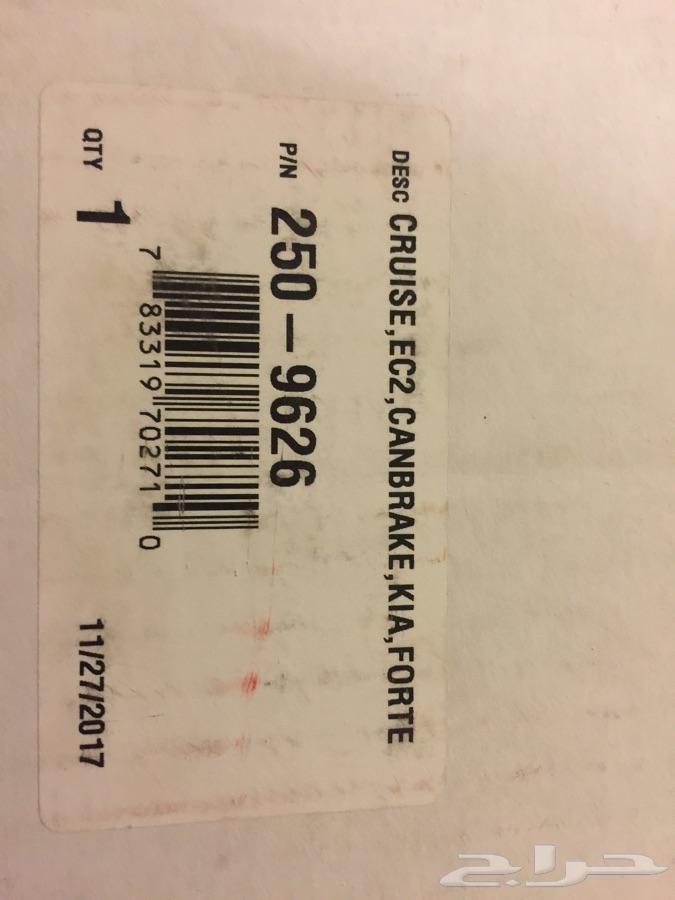 DESC CRUISE,EC2,CANBRAKE,KIA,FORTE
P/N 250-9626
7 83319 70271 0
QTY 1 11/27/2017
حراج